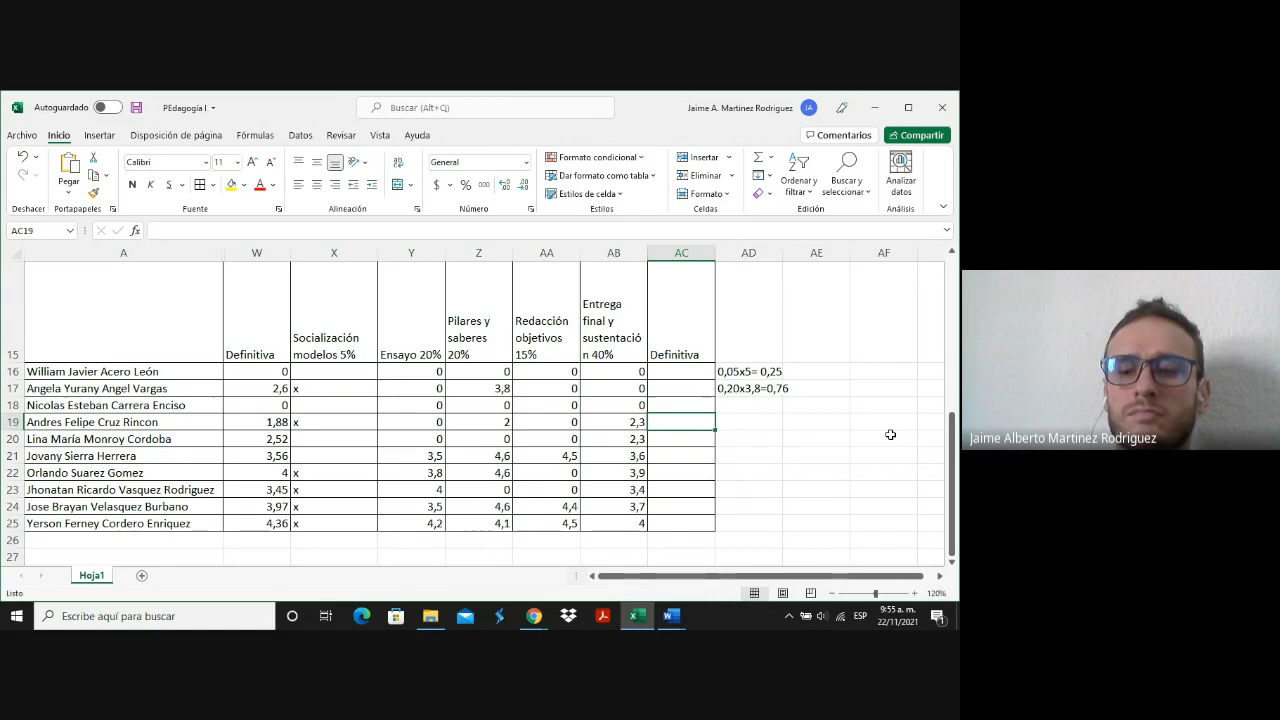 Autoguardado PEdagogía I Buscar (Alt+Q) Jaime A. Martinez Rodriguez JA
Archivo Inicio Insertar Disposición de página Fórmulas Datos Revisar Vista Ayuda Comentarios Compartir
Pegar Calibri 11 General Formato condicional Insertar
N K S Dar formato como tabla Eliminar Ordenar y filtrar Buscar y seleccionar Analizar datos
$ % 000 Estilos de celda Formato
Deshacer Portapapeles Fuente Alineación Número Estilos Celdas Edición Análisis
AC19 fx
A W X Y Z AA AB AC AD AE AF
15 Definitiva Socialización modelos 5% Ensayo 20% Pilares y saberes 20% Redacción objetivos 15% Entrega final y sustentación 40% Definitiva
16 William Javier Acero León 0 0 0 0 0 0,05x5= 0,25
17 Angela Yurany Angel Vargas 2,6 x 0 3,8 0 0 0,20x3,8=0,76
18 Nicolas Esteban Carrera Enciso 0 0 0 0 0
19 Andres Felipe Cruz Rincon 1,88 x 0 2 0 2,3
20 Lina María Monroy Cordoba 2,52 0 0 0 2,3
21 Jovany Sierra Herrera 3,56 3,5 4,6 4,5 3,6
22 Orlando Suarez Gomez 4 x 3,8 4,6 0 3,9
23 Jhonatan Ricardo Vasquez Rodriguez 3,45 x 4 0 0 3,4
24 Jose Brayan Velasquez Burbano 3,97 x 3,5 4,6 4,4 3,7
25 Yerson Ferney Cordero Enriquez 4,36 x 4,2 4,1 4,5 4
26
27
Hoja1
Listo 120%
Escribe aquí para buscar ESP 9:55 a. m. 22/11/2021 1
Jaime Alberto Martinez Rodriguez